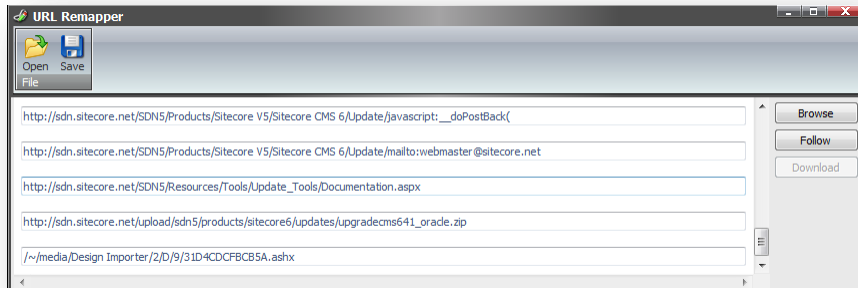 URL Remapper
Open Save
File
http://sdn.sitecore.net/SDN5/Products/Sitecore V5/Sitecore CMS 6/Update/javascript:__doPostBack(
http://sdn.sitecore.net/SDN5/Products/Sitecore V5/Sitecore CMS 6/Update/mailto:webmaster@sitecore.net
http://sdn.sitecore.net/SDN5/Resources/Tools/Update_Tools/Documentation.aspx
http://sdn.sitecore.net/upload/sdn5/products/sitecore6/updates/upgradecms641_oracle.zip
/~/media/Design Importer/2/D/9/31D4CDCFBCB5A.ashx
Browse
Follow
Download